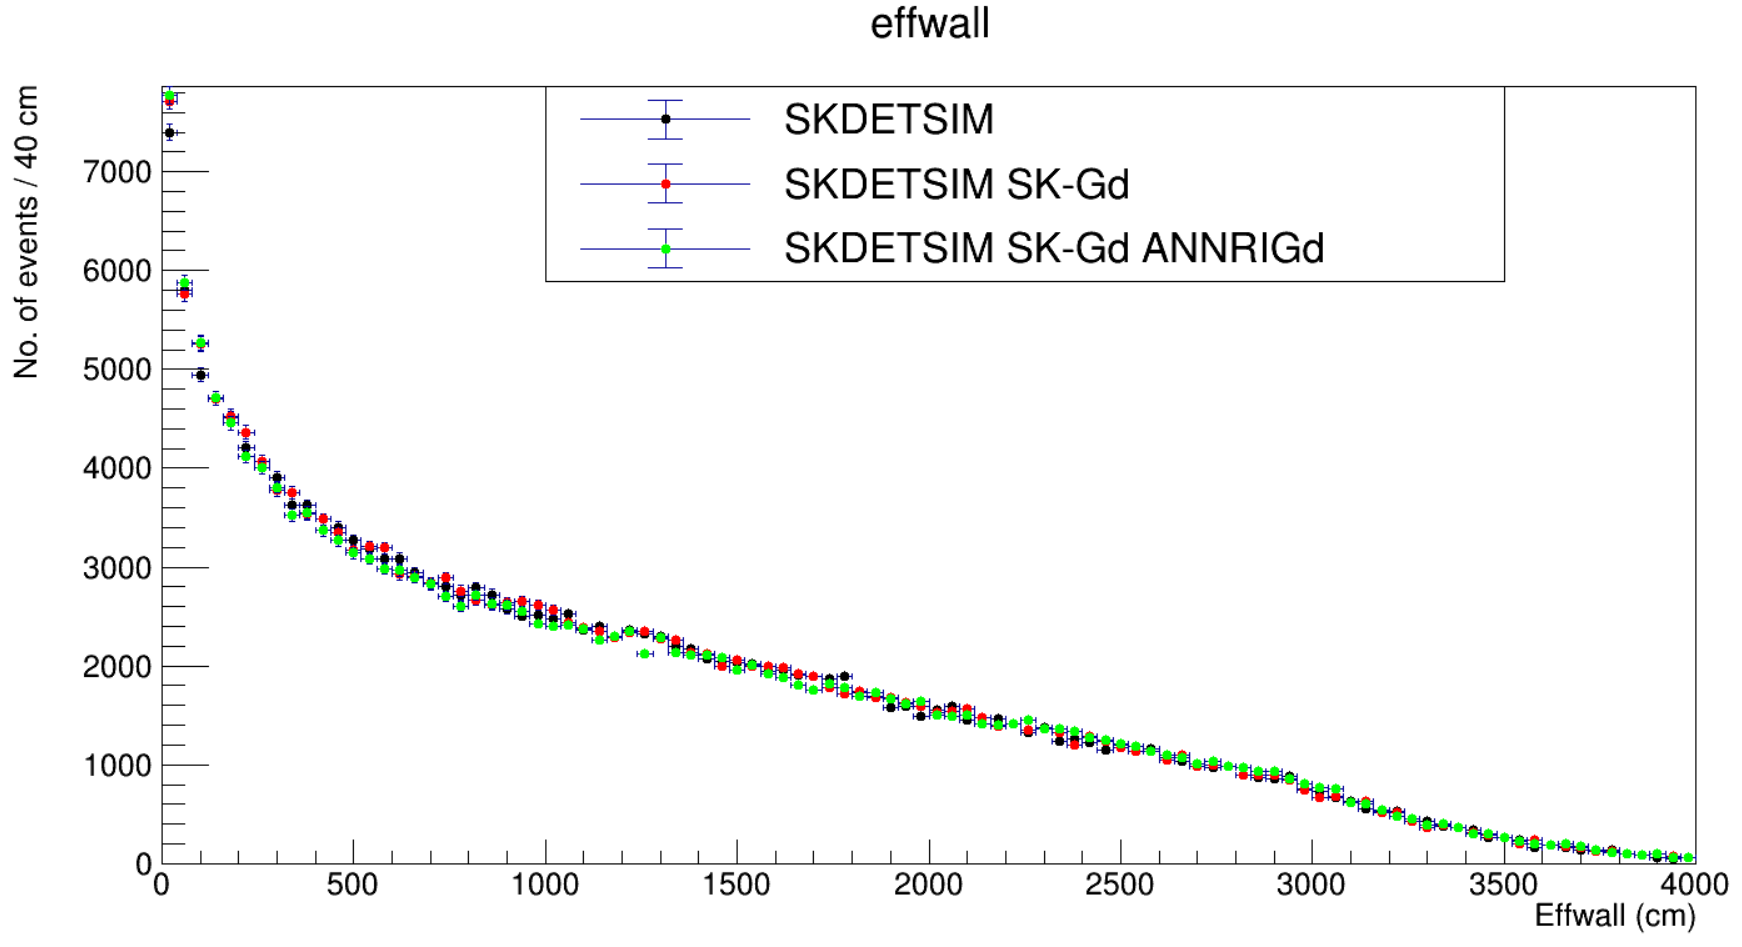 effwall
No. of events / 40 cm
SKDETSIM
SKDETSIM SK-Gd
SKDETSIM SK-Gd ANNRIGd
7000
6000
5000
4000
3000
2000
1000
0
0 500 1000 1500 2000 2500 3000 3500 4000
Effwall (cm)